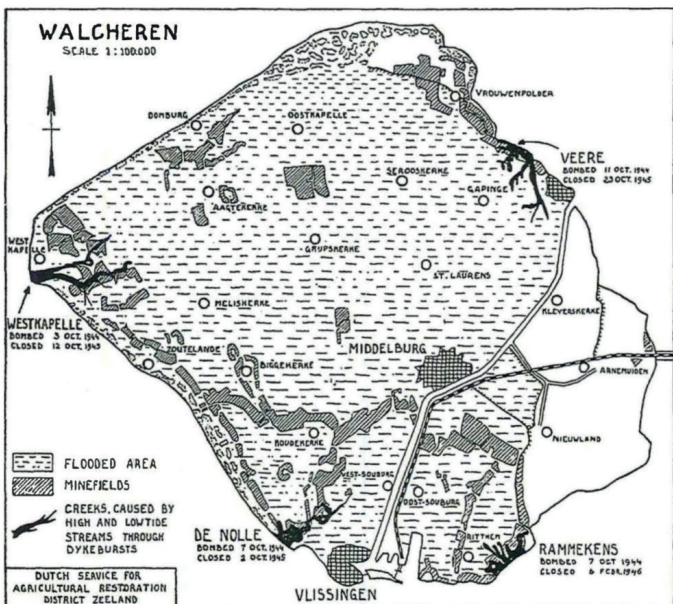 WALCHEREN
SCALE 1:100.000
VROUWENPOLDER
DOMBURG
OOSTKAPELLE
VEERE
BOMBED 11 OCT. 1944
CLOSED 23 OCT. 1945
SEROOSKERKE
GAPINGE
AAGTEKERKE
WEST
KAPELLE
GRIJPSKERKE
ST. LAURENS
MELISKERKE
KLEVERSKERKE
WESTKAPELLE
BOMBED 3 OCT. 1944
CLOSED 12 OCT. 1945
ZOUTELANDE
MIDDELBURG
BIGGEKERKE
ARNEMUIDEN
KOUDEKERKE
NIEUWLAND
FLOODED AREA
MINEFIELDS
WEST-SOUBURG
OOST-SOUBURG
CREEKS, CAUSED BY
HIGH AND LOWTIDE
STREAMS THROUGH
DYKEBURSTS
DE NOLLE
BOMBED 7 OCT. 1944
CLOSED 2 OCT. 1945
RITTHEM
RAMMEKENS
BOMBED 7 OCT 1944
CLOSED 6 FEBR. 1946
DUTCH SERVICE FOR
AGRICULTURAL RESTORATION
DISTRICT ZEELAND
VLISSINGEN